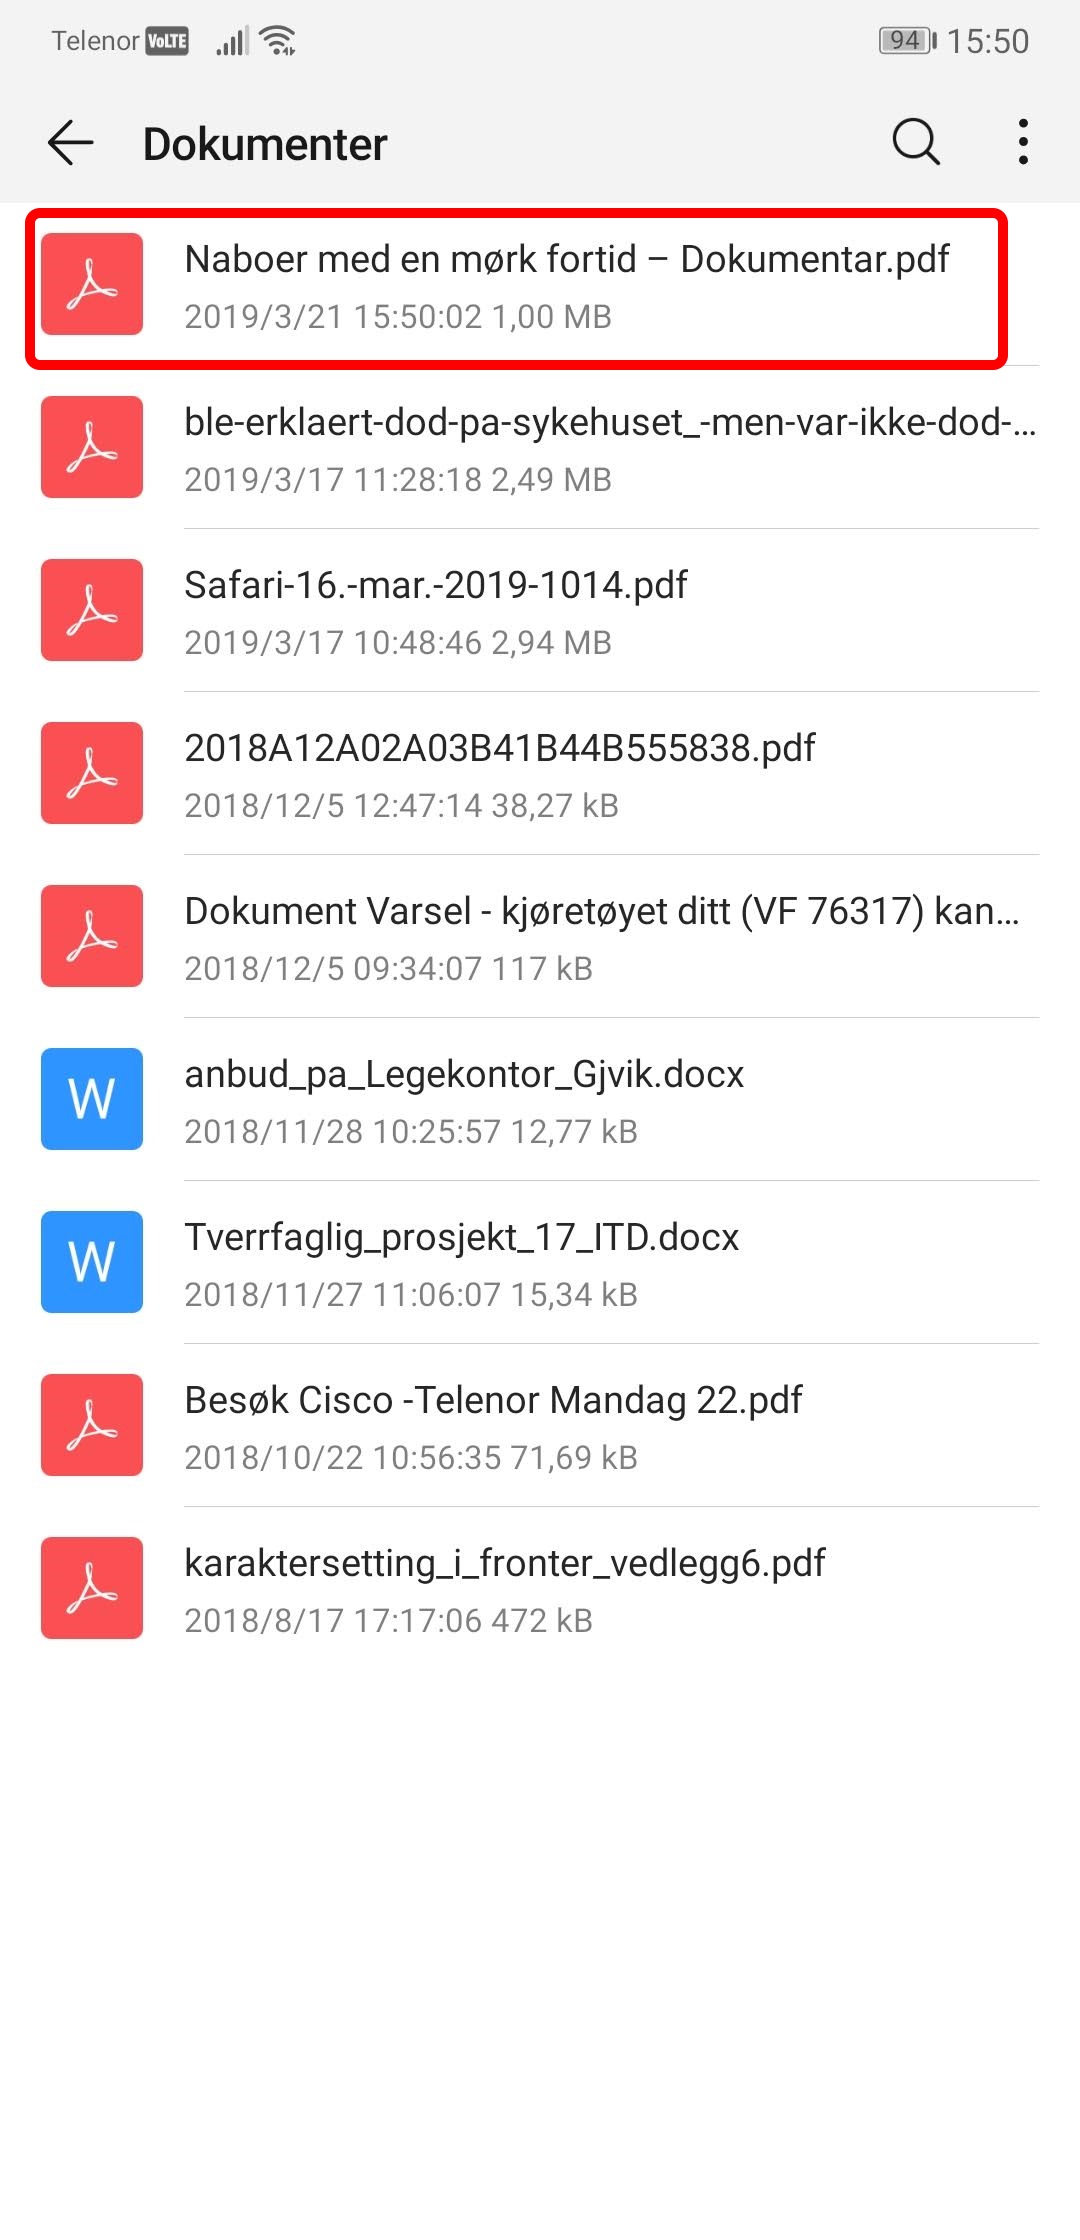 Telenor VoLTE 94 15:50
Dokumenter
Naboer med en mørk fortid – Dokumentar.pdf
2019/3/21 15:50:02 1,00 MB
ble-erklaert-dod-pa-sykehuset_-men-var-ikke-dod-...
2019/3/17 11:28:18 2,49 MB
Safari-16.-mar.-2019-1014.pdf
2019/3/17 10:48:46 2,94 MB
2018A12A02A03B41B44B555838.pdf
2018/12/5 12:47:14 38,27 kB
Dokument Varsel - kjøretøyet ditt (VF 76317) kan...
2018/12/5 09:34:07 117 kB
W anbud_pa_Legekontor_Gjvik.docx
2018/11/28 10:25:57 12,77 kB
W Tverrfaglig_prosjekt_17_ITD.docx
2018/11/27 11:06:07 15,34 kB
Besøk Cisco -Telenor Mandag 22.pdf
2018/10/22 10:56:35 71,69 kB
karaktersetting_i_fronter_vedlegg6.pdf
2018/8/17 17:17:06 472 kB